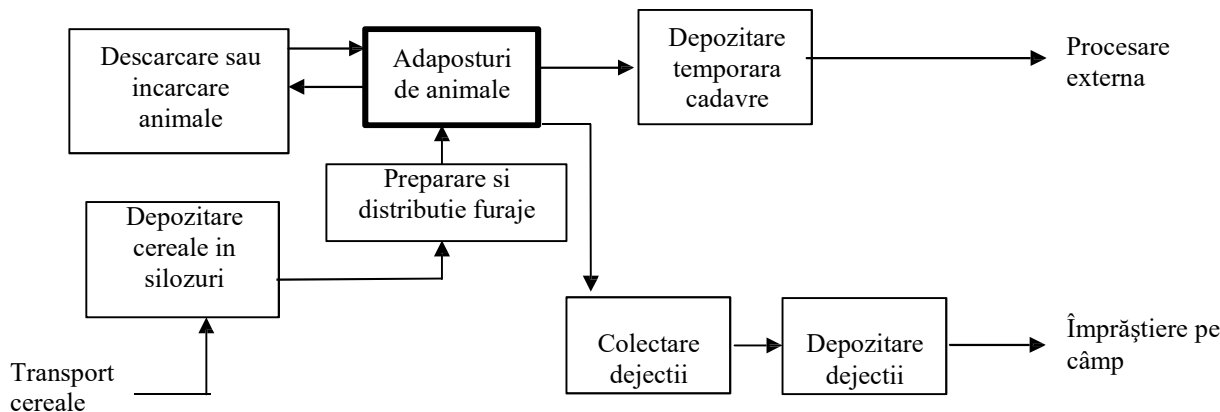 Descarcare sau
incarcare
animale
Adaposturi
de animale
Depozitare
temporara
cadavre
Procesare
externa
Preparare si
distributie furaje
Depozitare
cereale in
silozuri
Transport
cereale
Colectare
dejectii
Depozitare
dejectii
Împrăştiere pe
câmp